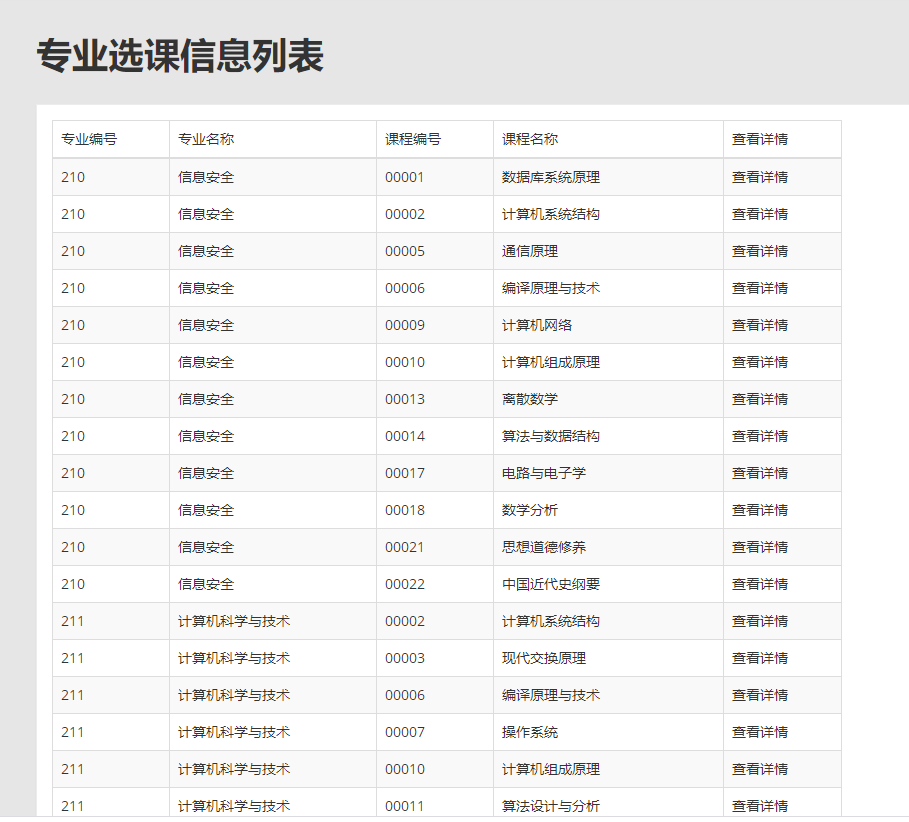 专业选课信息列表
专业编号 专业名称 课程编号 课程名称 查看详情
210 信息安全 00001 数据库系统原理 查看详情
210 信息安全 00002 计算机系统结构 查看详情
210 信息安全 00005 通信原理 查看详情
210 信息安全 00006 编译原理与技术 查看详情
210 信息安全 00009 计算机网络 查看详情
210 信息安全 00010 计算机组成原理 查看详情
210 信息安全 00013 离散数学 查看详情
210 信息安全 00014 算法与数据结构 查看详情
210 信息安全 00017 电路与电子学 查看详情
210 信息安全 00018 数学分析 查看详情
210 信息安全 00021 思想道德修养 查看详情
210 信息安全 00022 中国近代史纲要 查看详情
211 计算机科学与技术 00002 计算机系统结构 查看详情
211 计算机科学与技术 00003 现代交换原理 查看详情
211 计算机科学与技术 00006 编译原理与技术 查看详情
211 计算机科学与技术 00007 操作系统 查看详情
211 计算机科学与技术 00010 计算机组成原理 查看详情
211 计算机科学与技术 00011 算法设计与分析 查看详情